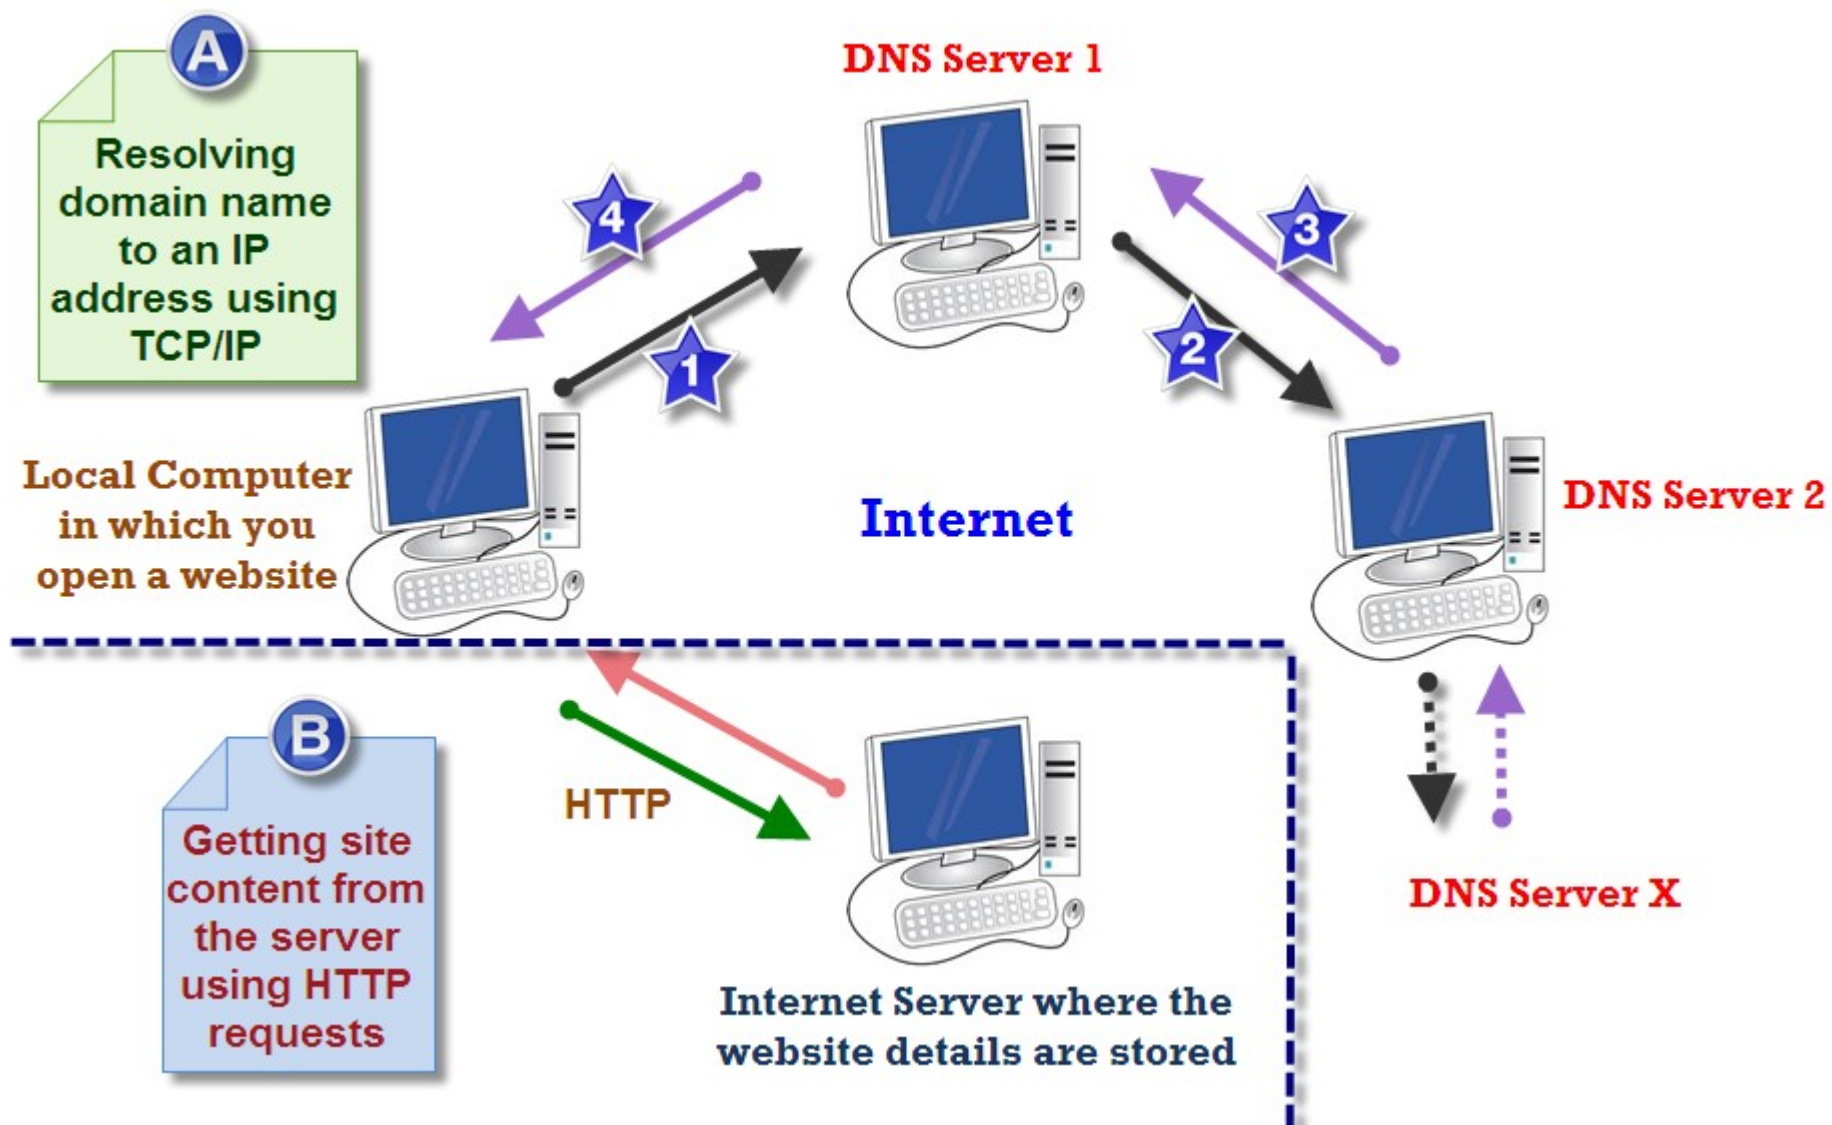 A
Resolving
domain name
to an IP
address using
TCP/IP
DNS Server 1
4
3
1
2
Local Computer
in which you
open a website
Internet
DNS Server 2
B
Getting site
content from
the server
using HTTP
requests
HTTP
DNS Server X
Internet Server where the
website details are stored